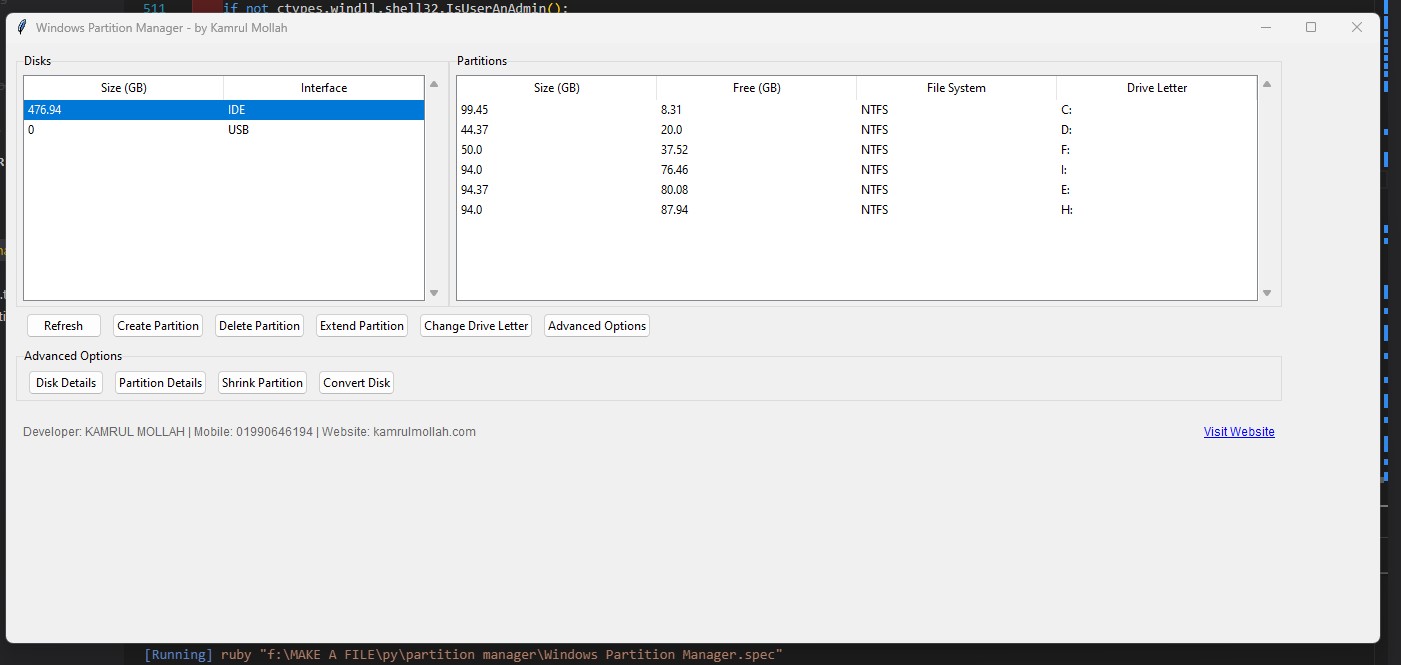 511 if not ctypes.windll.shell32.IsUserAnAdmin():
Windows Partition Manager - by Kamrul Mollah
Disks
Size (GB) Interface
476.94 IDE
0 USB
Partitions
Size (GB) Free (GB) File System Drive Letter
99.45 8.31 NTFS C:
44.37 20.0 NTFS D:
50.0 37.52 NTFS F:
94.0 76.46 NTFS I:
94.37 80.08 NTFS E:
94.0 87.94 NTFS H:
Refresh Create Partition Delete Partition Extend Partition Change Drive Letter Advanced Options
Advanced Options
Disk Details Partition Details Shrink Partition Convert Disk
Developer: KAMRUL MOLLAH | Mobile: 01990646194 | Website: kamrulmollah.com Visit Website
[Running] ruby "f:\MAKE A FILE\py\partition manager\Windows Partition Manager.spec"